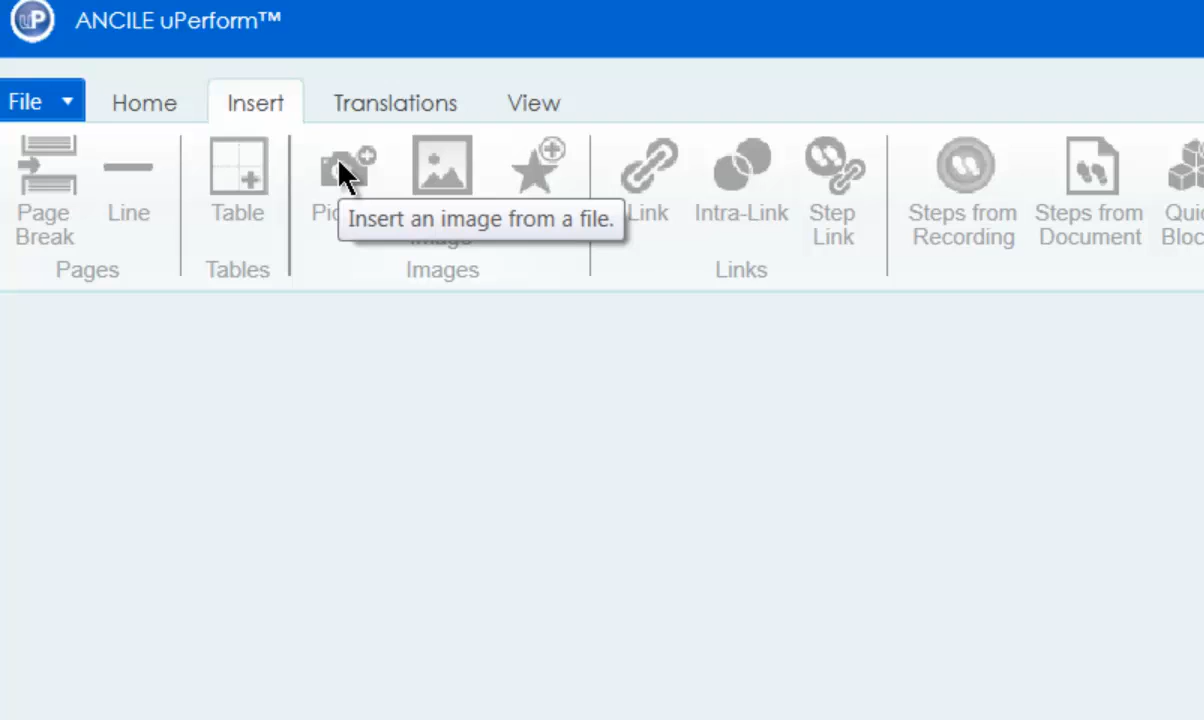 uP ANCILE uPerform™
File Home Insert Translations View
Page Break
Line
Table
Insert an image from a file.
Link
Intra-Link
Step Link
Steps from Recording
Steps from Document
Pages
Tables
Images
Links